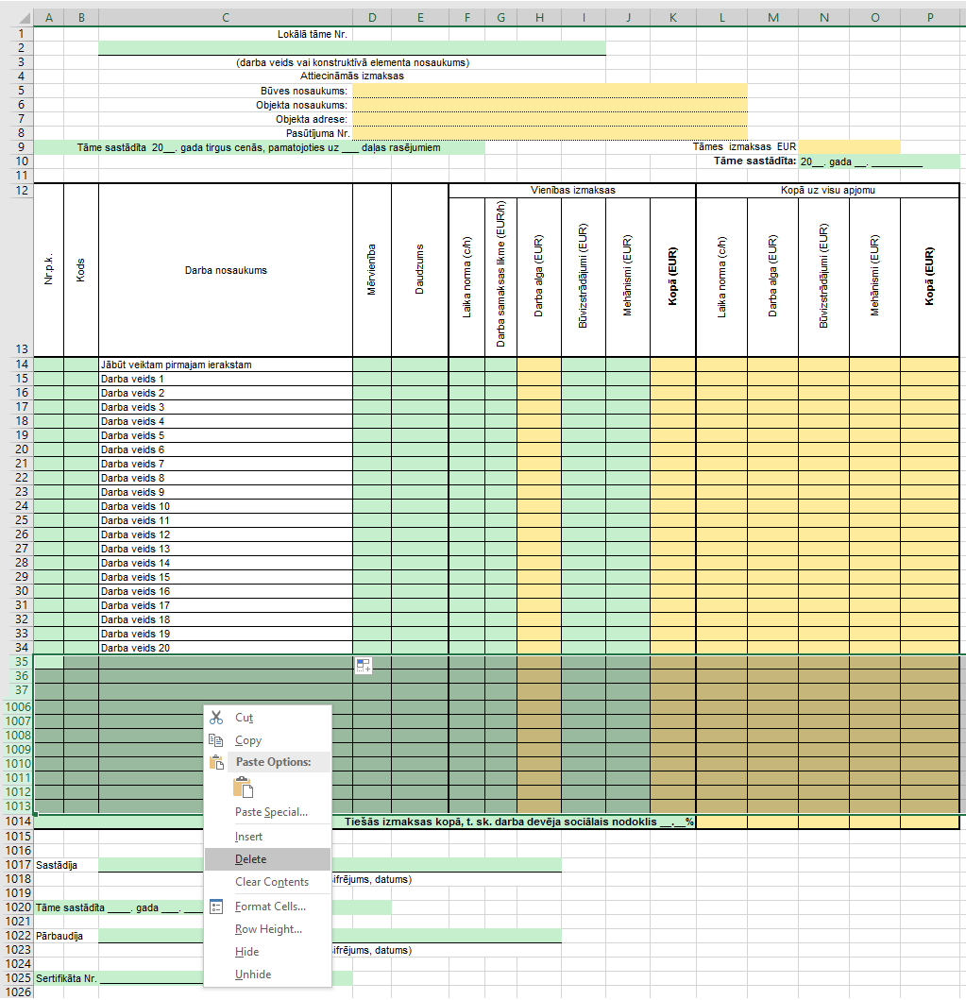 A B C D E F G H I J K L M N O P
1 Lokālā tāme Nr.
2
3 (darba veids vai konstruktīvā elementa nosaukums)
4 Attiecināmās izmaksas
5 Būves nosaukums:
6 Objekta nosaukums:
7 Objekta adrese:
8 Pasūtījuma Nr.
9 Tāme sastādīta 20__. gada tirgus cenās, pamatojoties uz ___ daļas rasējumiem Tāmes izmaksas EUR
10 Tāme sastādīta: 20__. gada __. _________
11
12 Vienības izmaksas Kopā uz visu apjomu
13 Nr.p.k. Kods Darba nosaukums Mērvienība Daudzums Laika norma (c/h) Darba samaksas likme (EUR/h) Darba alga (EUR) Būvizstrādājumi (EUR) Mehānismi (EUR) Kopā (EUR) Laika norma (c/h) Darba alga (EUR) Būvizstrādājumi (EUR) Mehānismi (EUR) Kopā (EUR)
14 Jābūt veiktam pirmajam ierakstam
15 Darba veids 1
16 Darba veids 2
17 Darba veids 3
18 Darba veids 4
19 Darba veids 5
20 Darba veids 6
21 Darba veids 7
22 Darba veids 8
23 Darba veids 9
24 Darba veids 10
25 Darba veids 11
26 Darba veids 12
27 Darba veids 13
28 Darba veids 14
29 Darba veids 15
30 Darba veids 16
31 Darba veids 17
32 Darba veids 18
33 Darba veids 19
34 Darba veids 20
35
36
37
1006
1007
1008
1009
1010
1011
1012
1013
Cut
Copy
Paste Options:
Paste Special...
Insert
Delete
Clear Contents
Format Cells...
Row Height...
Hide
Unhide
1014 Tiešās izmaksas kopā, t. sk. darba devēja sociālais nodoklis __.__%
1015
1016
1017 Sastādīja
1018 ifrējums, datums)
1019
1020 Tāme sastādīta ____. gada ___. ___
1021
1022 Pārbaudīja
1023 ifrējums, datums)
1024
1025 Sertifikāta Nr. _________________
1026